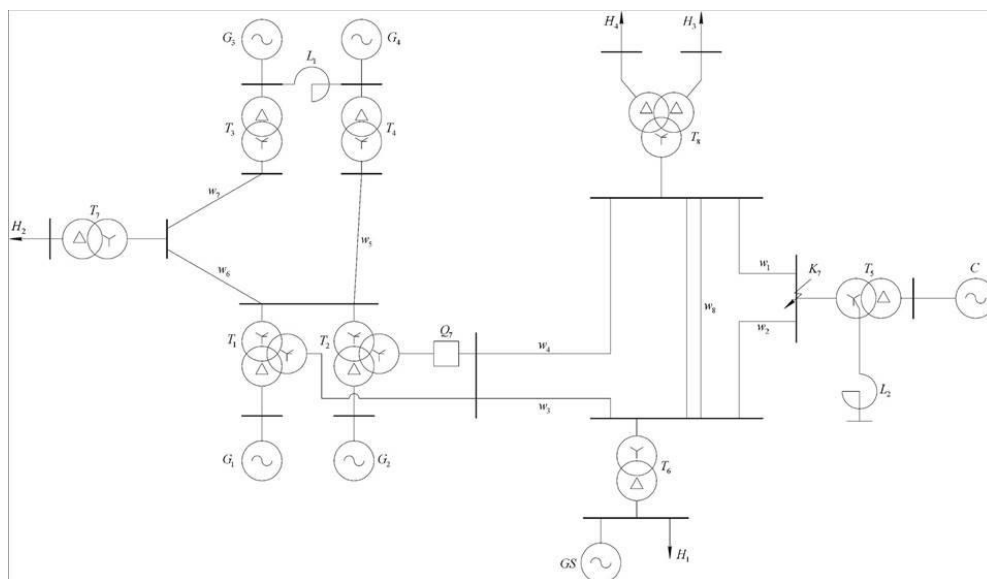 G₅ G₄ H₄ H₃
L₁
T₃ T₄ T₈
w₇
H₂ T₇ w₅
w₆ w₁ K₇ T₅ C
w₈
T₁ T₂ Q₇ w₄ w₂
w₃ L₂
G₁ G₂ T₆
GS H₁